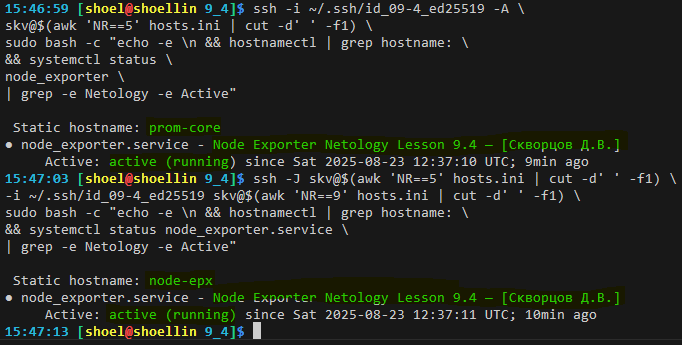 15:46:59 [shoel@shoellin 9_4]$ ssh -i ~/.ssh/id_09-4_ed25519 -A \
skv@$(awk 'NR==5' hosts.ini | cut -d' ' -f1) \
sudo bash -c "echo -e \n && hostnamectl | grep hostname: \
&& systemctl status \
node_exporter \
| grep -e Netology -e Active"
Static hostname: prom-core
● node_exporter.service - Node Exporter Netology Lesson 9.4 — [Скворцов Д.В.]
Active: active (running) since Sat 2025-08-23 12:37:10 UTC; 9min ago
15:47:03 [shoel@shoellin 9_4]$ ssh -J skv@$(awk 'NR==5' hosts.ini | cut -d' ' -f1) \
-i ~/.ssh/id_09-4_ed25519 skv@$(awk 'NR==9' hosts.ini | cut -d' ' -f1) \
sudo bash -c "echo -e \n && hostnamectl | grep hostname: \
&& systemctl status node_exporter.service \
| grep -e Netology -e Active"
Static hostname: node-epx
● node_exporter.service - Node Exporter Netology Lesson 9.4 — [Скворцов Д.В.]
Active: active (running) since Sat 2025-08-23 12:37:11 UTC; 10min ago
15:47:13 [shoel@shoellin 9_4]$